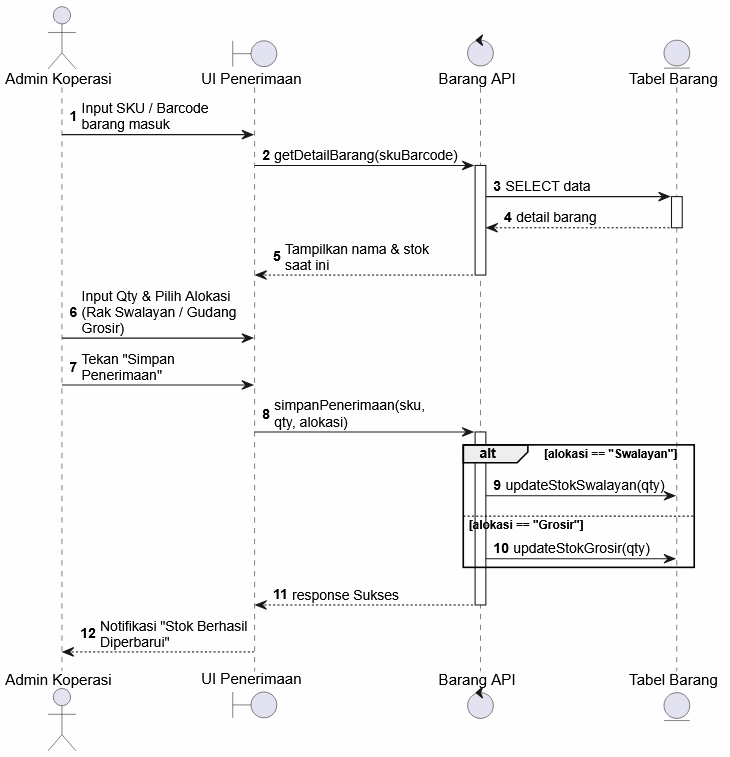 Admin Koperasi
UI Penerimaan
Barang API
Tabel Barang
1 Input SKU / Barcode
barang masuk
2 getDetailBarang(skuBarcode)
3 SELECT data
4 detail barang
5 Tampilkan nama & stok
saat ini
Input Qty & Pilih Alokasi
6 (Rak Swalayan / Gudang
Grosir)
7 Tekan "Simpan
Penerimaan"
8 simpanPenerimaan(sku,
qty, alokasi)
alt [alokasi == "Swalayan"]
9 updateStokSwalayan(qty)
[alokasi == "Grosir"]
10 updateStokGrosir(qty)
11 response Sukses
12 Notifikasi "Stok Berhasil
Diperbarui"
Admin Koperasi
UI Penerimaan
Barang API
Tabel Barang